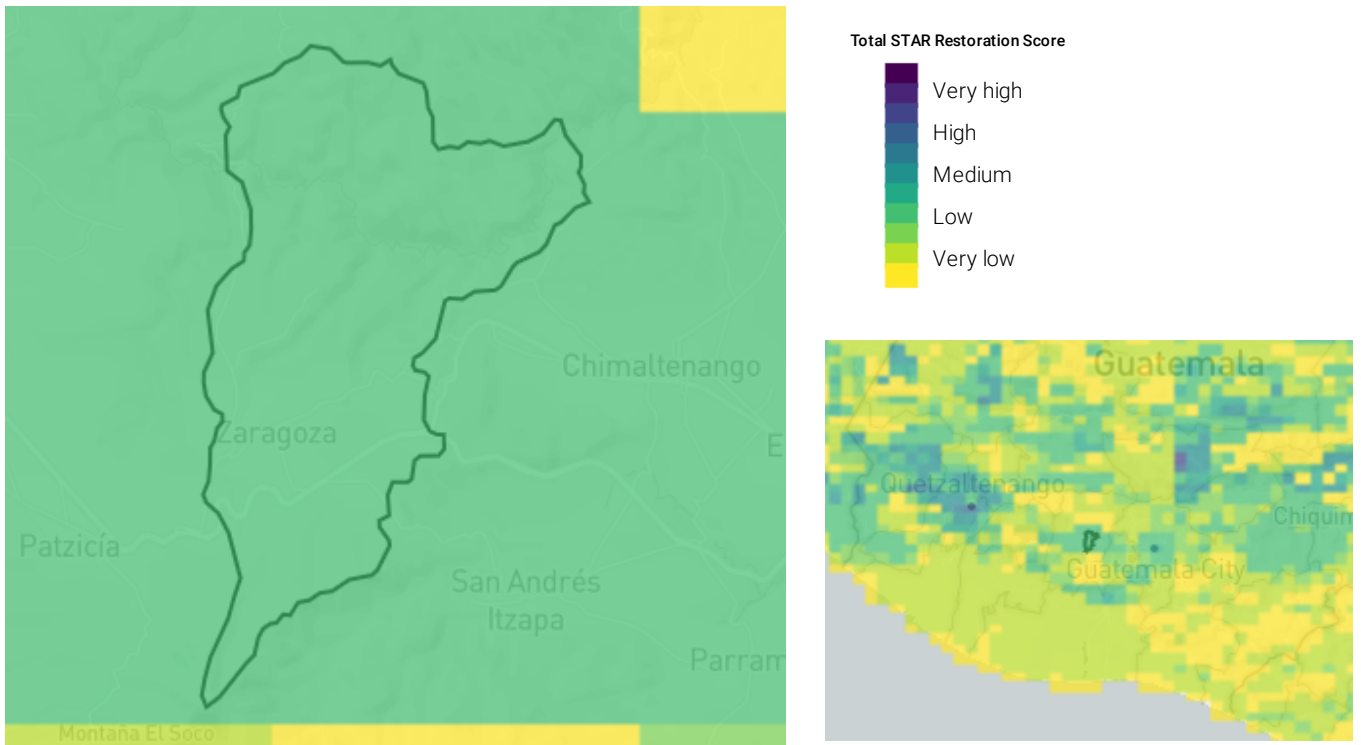 Total STAR Restoration Score
Very high
High
Medium
Low
Very low
Chimaltenango
Zaragoza
E
Patzicía
San Andrés
Itzapa
Parram
Montaña El Soco
Guatemala
Quetzaltenango
Chiquim
Guatemala City